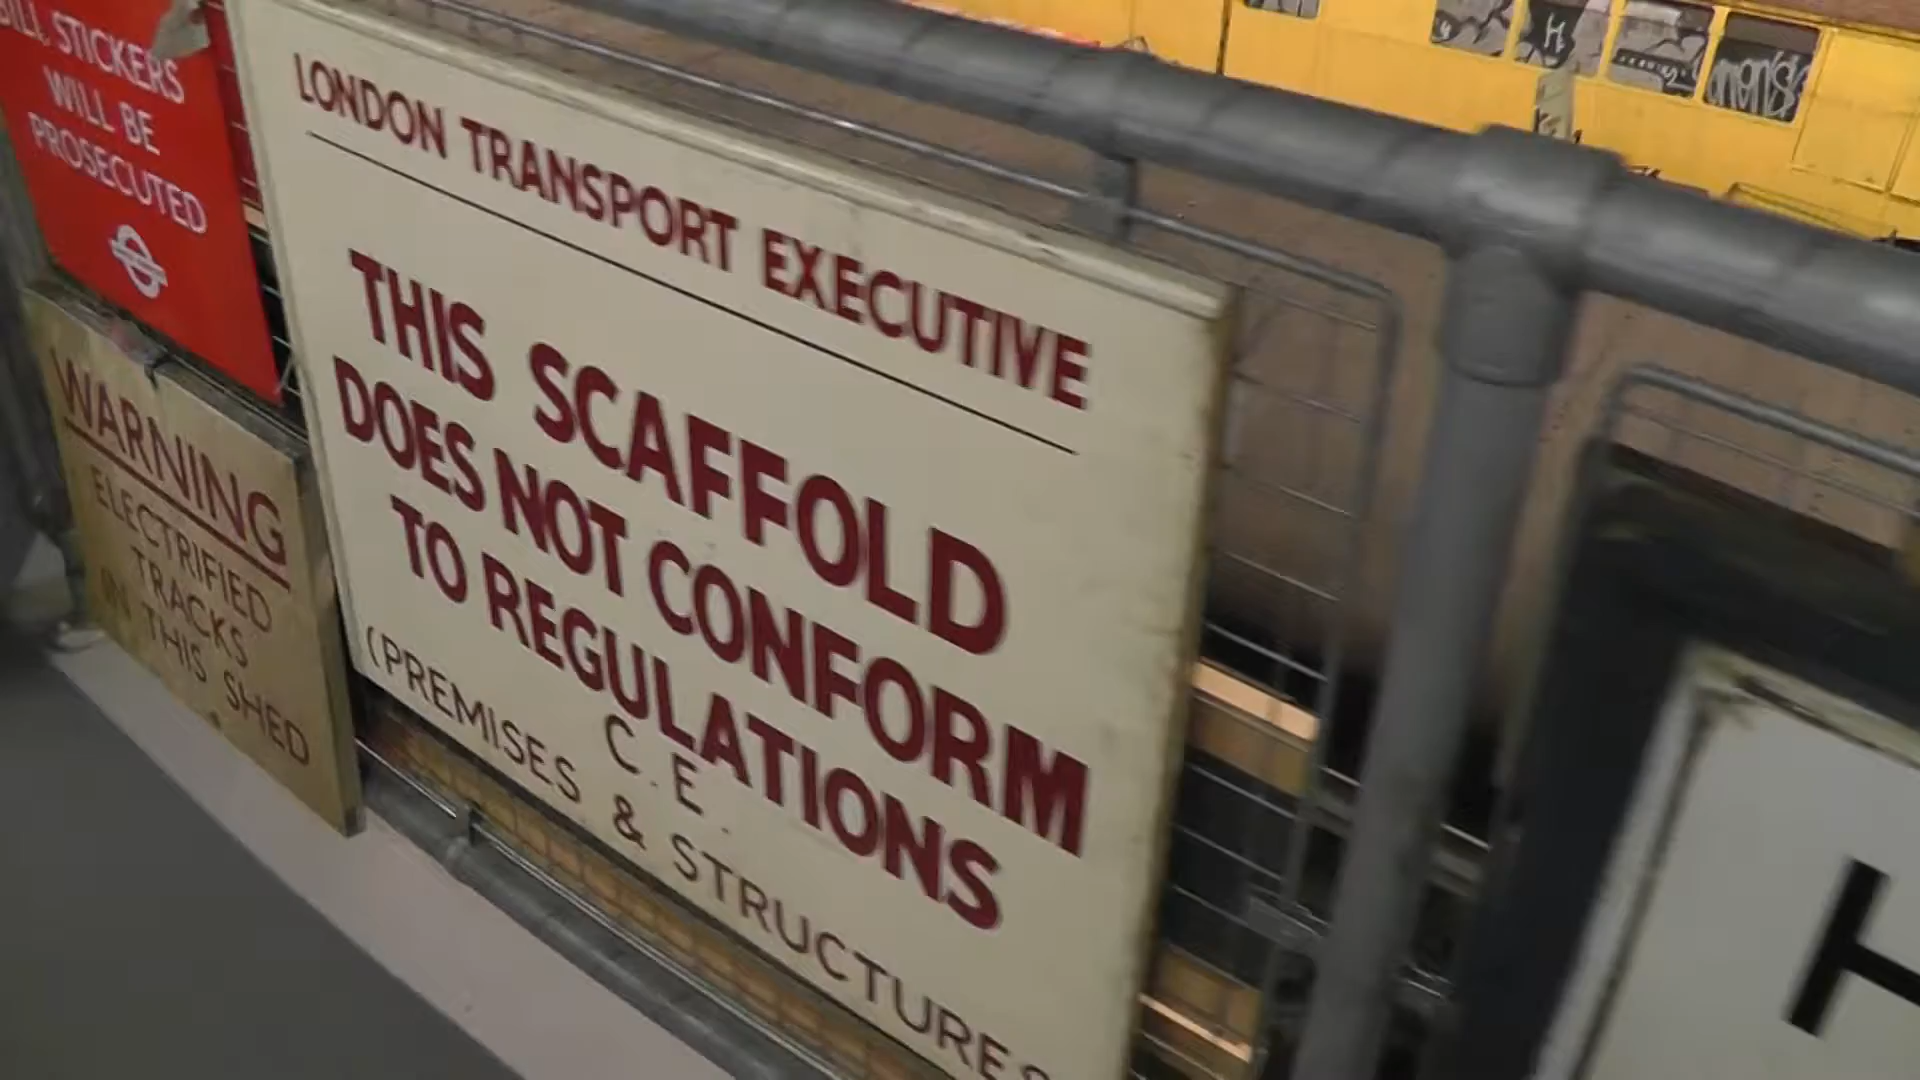 BILL STICKERS
WILL BE
PROSECUTED
WARNING
ELECTRIFIED
TRACKS
IN THIS SHED
LONDON TRANSPORT EXECUTIVE
THIS SCAFFOLD
DOES NOT CONFORM
TO REGULATIONS
C. E.
(PREMISES & STRUCTURES
H